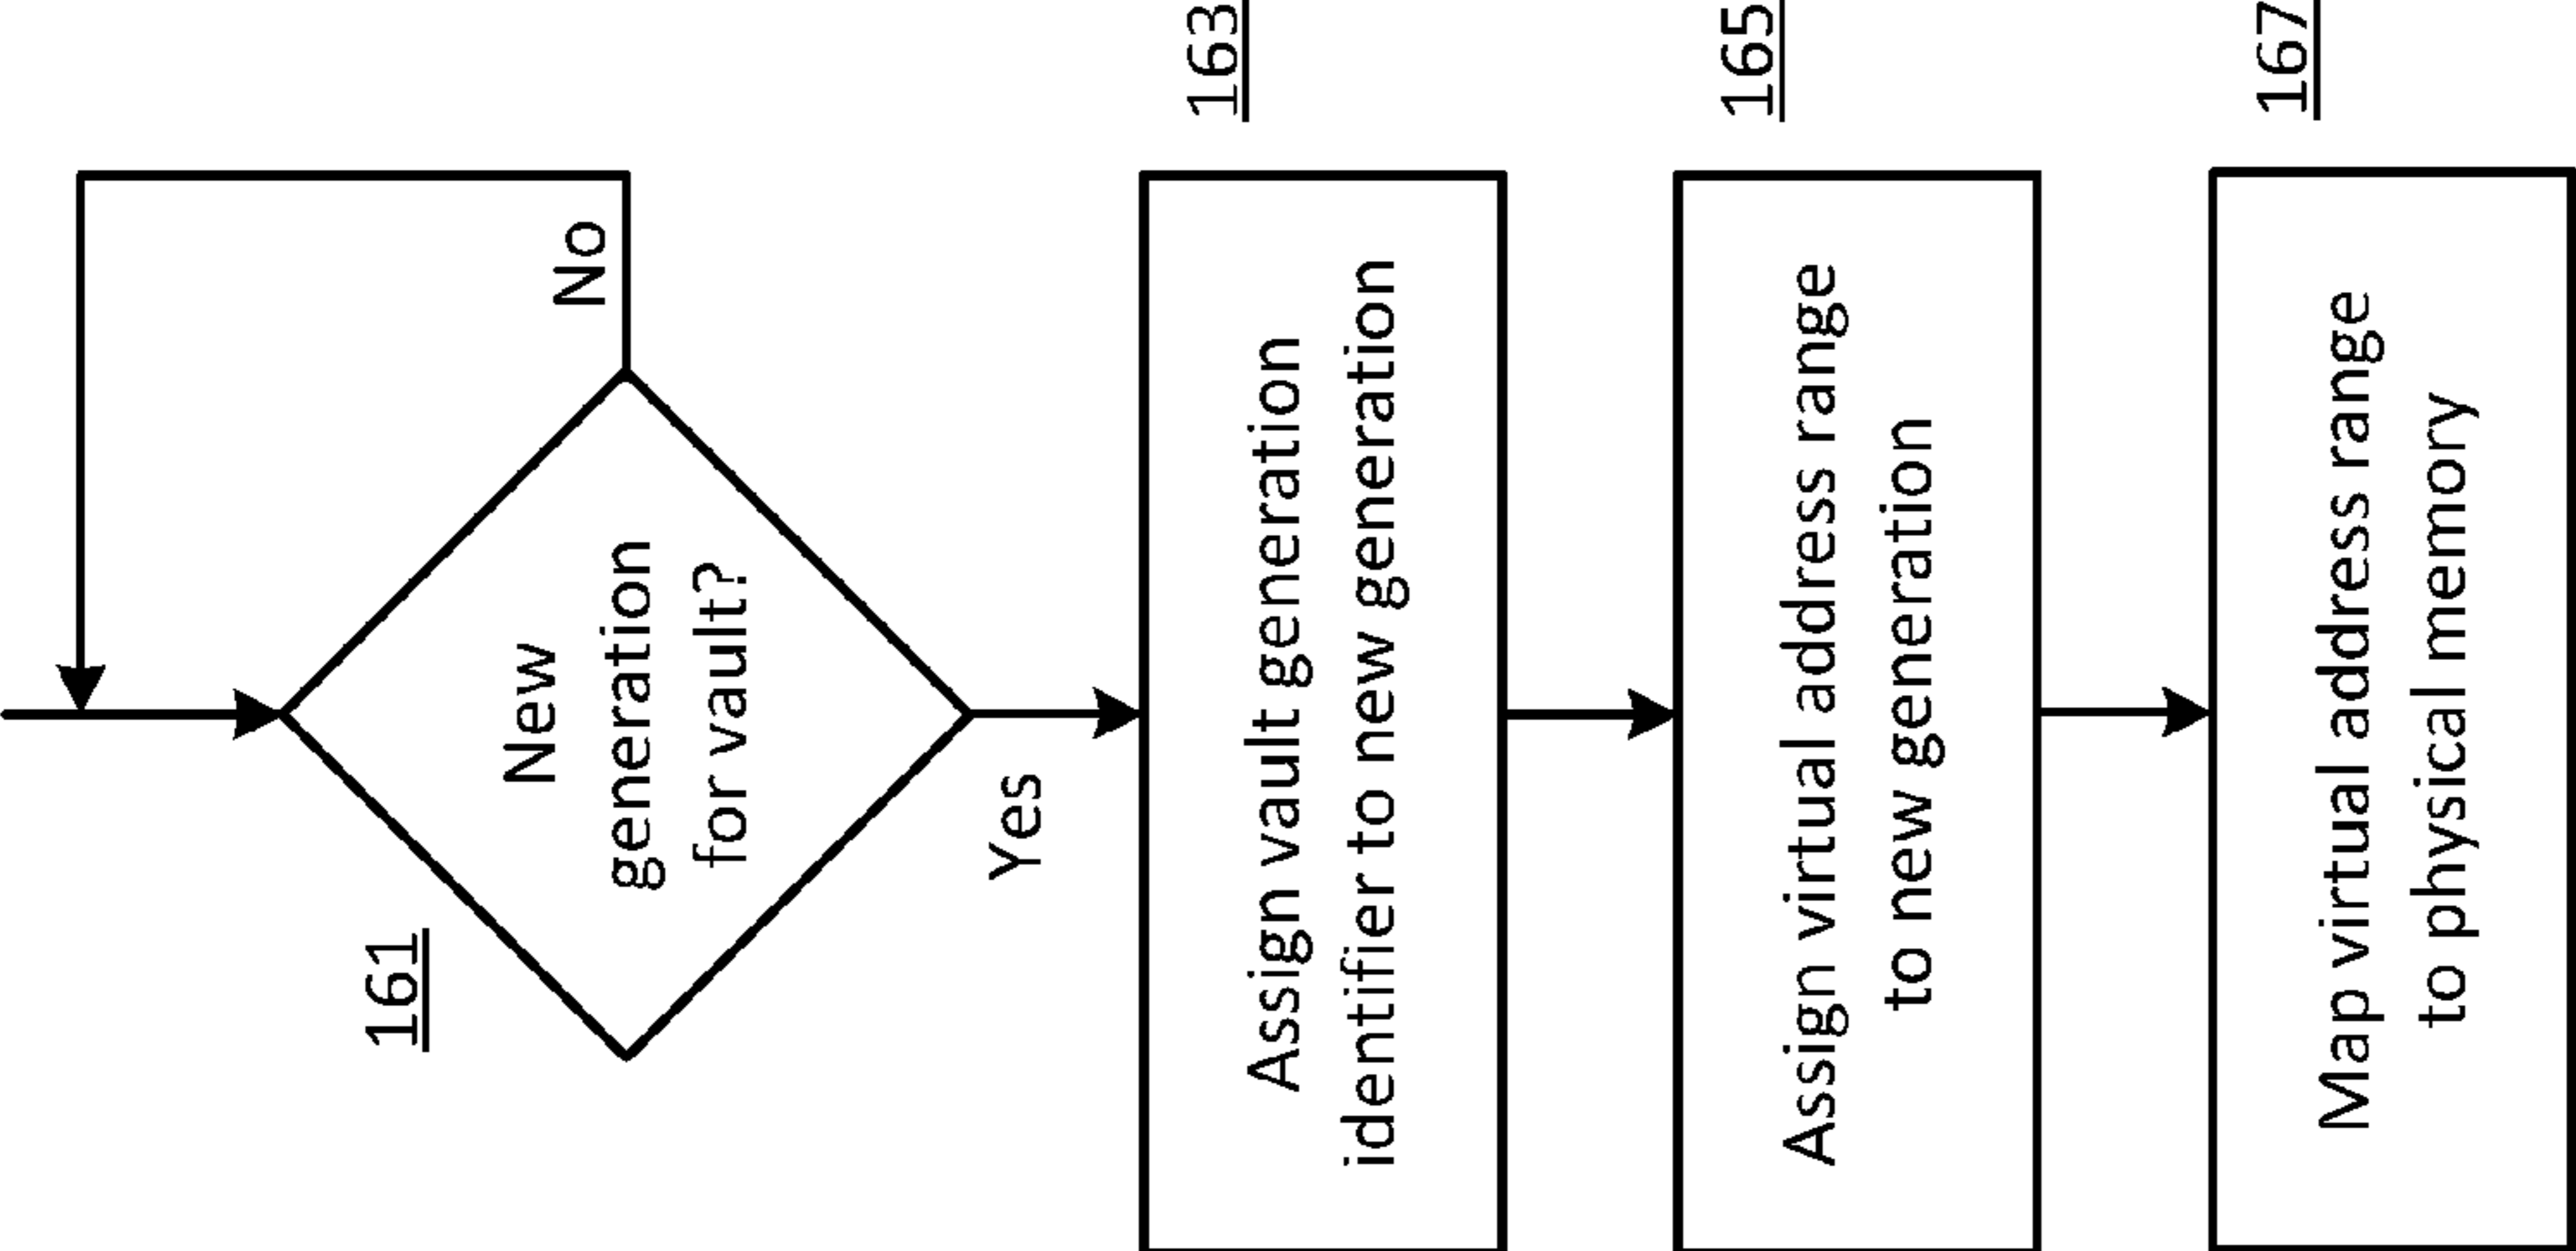 161
New
generation
for vault?
No
Yes
163
Assign vault generation
identifier to new generation
165
Assign virtual address range
to new generation
167
Map virtual address range
to physical memory